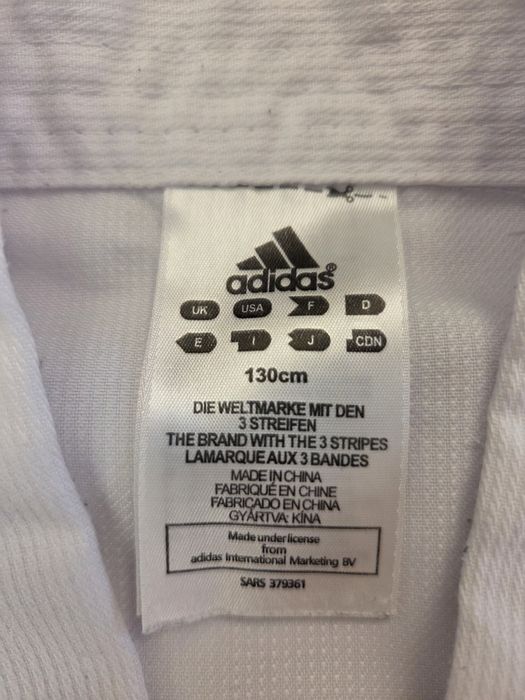 adidas®
UK USA F D
E I J CDN
130cm
DIE WELTMARKE MIT DEN
3 STREIFEN
THE BRAND WITH THE 3 STRIPES
LA MARQUE AUX 3 BANDES
MADE IN CHINA
FABRIQUÉ EN CHINE
FABRICADO EN CHINA
GYÁRTVA: KÍNA
Made under license
from
adidas International Marketing BV
SARS 379361